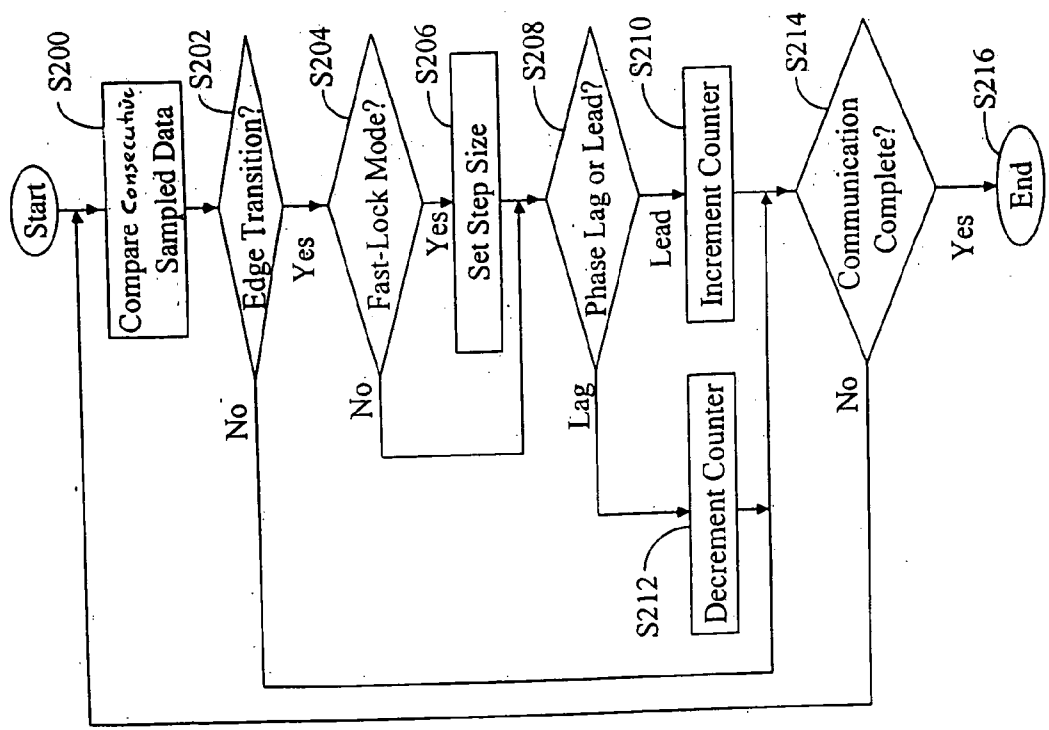 Start
S200
Compare Consecutive
Sampled Data
S202
Edge Transition?
No
Yes
S204
Fast-Lock Mode?
No
Yes
S206
Set Step Size
S208
Phase Lag or Lead?
Lag
Lead
S210
Increment Counter
S212
Decrement Counter
S214
Communication
Complete?
No
Yes
S216
End